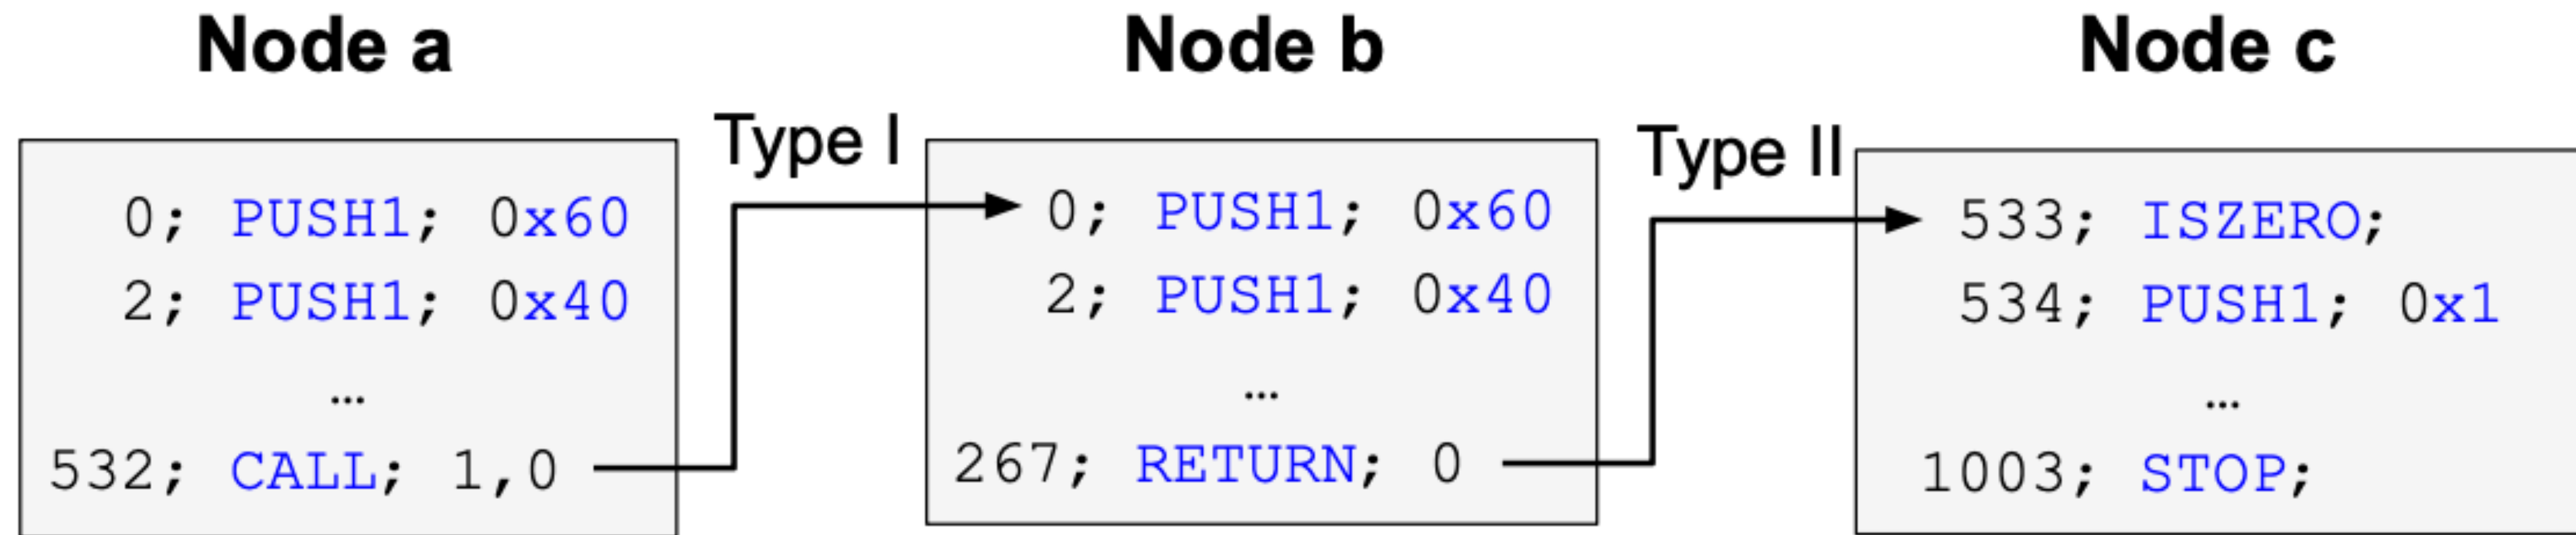 Node a
0; PUSH1; 0x60
2; PUSH1; 0x40
…
532; CALL; 1,0
Type I
Node b
0; PUSH1; 0x60
2; PUSH1; 0x40
…
267; RETURN; 0
Type II
Node c
533; ISZERO;
534; PUSH1; 0x1
…
1003; STOP;